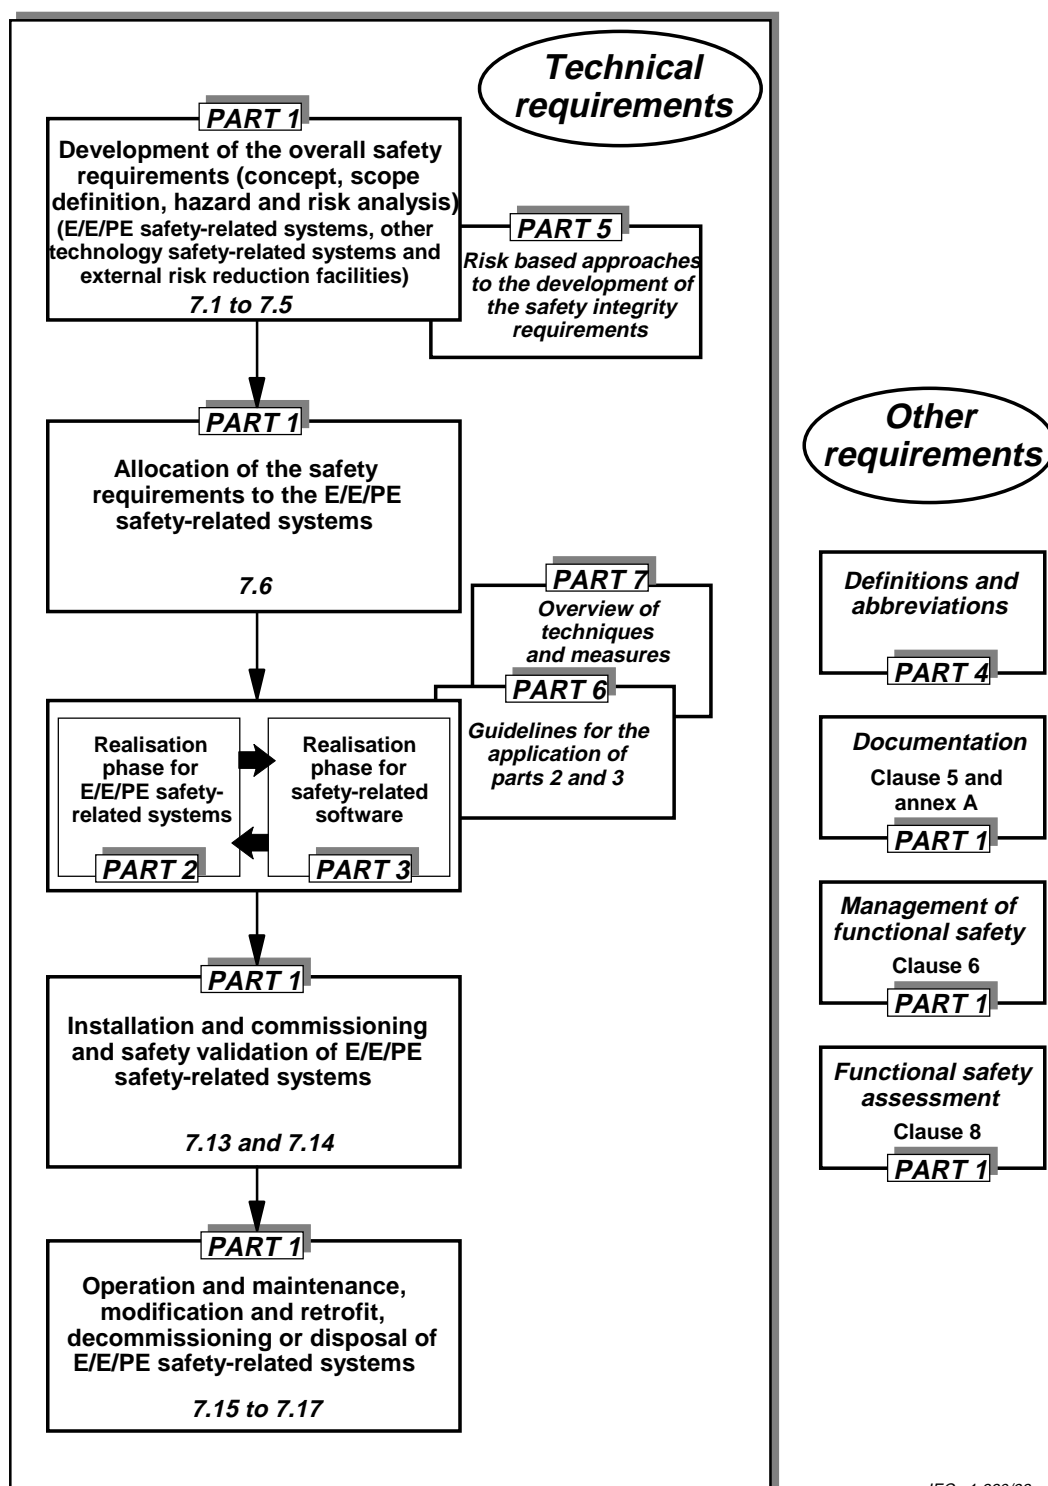 Technical
requirements
PART 1
Development of the overall safety
requirements (concept, scope
definition, hazard and risk analysis)
(E/E/PE safety-related systems, other
technology safety-related systems and
external risk reduction facilities)
7.1 to 7.5
PART 5
Risk based approaches
to the development of
the safety integrity
requirements
PART 1
Allocation of the safety
requirements to the E/E/PE
safety-related systems
7.6
PART 7
Overview of
techniques
and measures
PART 6
Guidelines for the
application of
parts 2 and 3
Realisation
phase for
E/E/PE safety-
related systems
PART 2
Realisation
phase for
safety-related
software
PART 3
PART 1
Installation and commissioning
and safety validation of E/E/PE
safety-related systems
7.13 and 7.14
PART 1
Operation and maintenance,
modification and retrofit,
decommissioning or disposal of
E/E/PE safety-related systems
7.15 to 7.17
Other
requirements
Definitions and
abbreviations
PART 4
Documentation
Clause 5 and
annex A
PART 1
Management of
functional safety
Clause 6
PART 1
Functional safety
assessment
Clause 8
PART 1